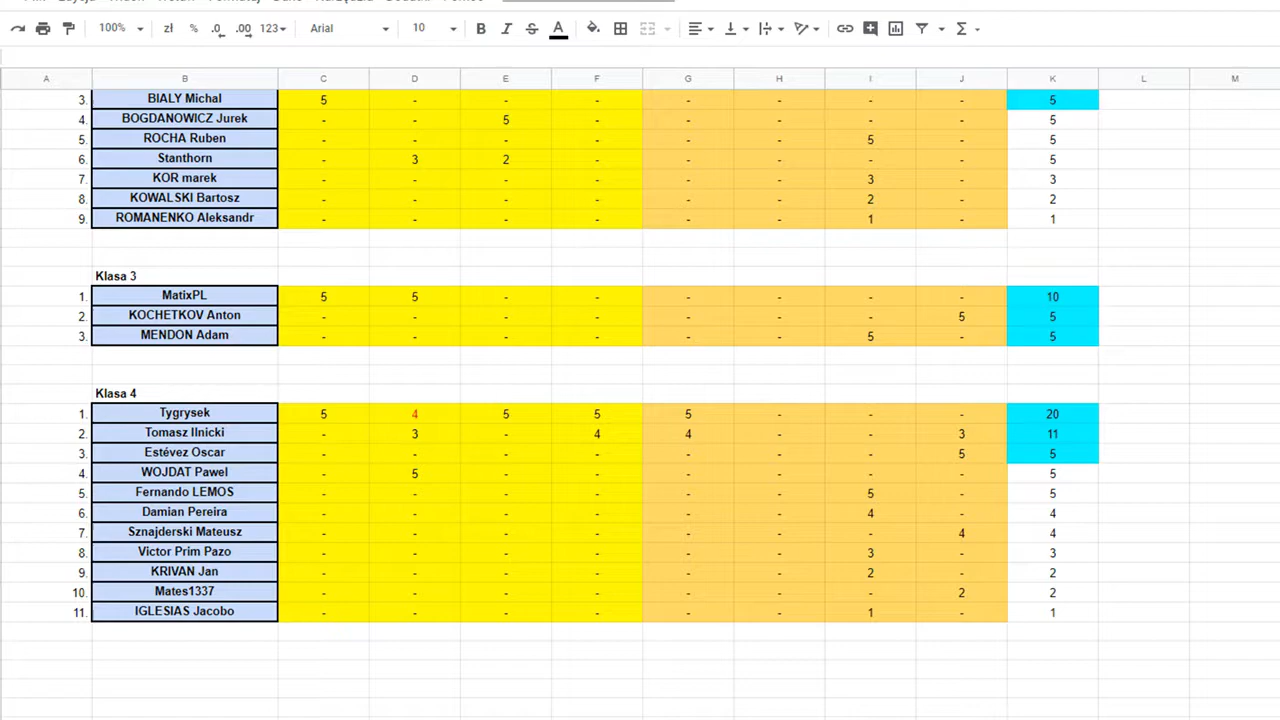 100% zł % .0 .00 123 Arial 10 B I S A Σ
A B C D E F G H I J K L M
3. BIALY Michal 5 - - - - - - - 5
4. BOGDANOWICZ Jurek - - 5 - - - - - 5
5. ROCHA Ruben - - - - - - 5 - 5
6. Stanthorn - 3 2 - - - - - 5
7. KOR marek - - - - - - 3 - 3
8. KOWALSKI Bartosz - - - - - - 2 - 2
9. ROMANENKO Aleksandr - - - - - - 1 - 1
Klasa 3
1. MatixPL 5 5 - - - - - - 10
2. KOCHETKOV Anton - - - - - - - 5 5
3. MENDON Adam - - - - - - 5 - 5
Klasa 4
1. Tygrysek 5 4 5 5 5 - - - 20
2. Tomasz Ilnicki - 3 - 4 4 - - 3 11
3. Estévez Oscar - - - - - - - 5 5
4. WOJDAT Pawel - 5 - - - - - - 5
5. Fernando LEMOS - - - - - - 5 - 5
6. Damian Pereira - - - - - - 4 - 4
7. Sznajderski Mateusz - - - - - - - 4 4
8. Victor Prim Pazo - - - - - - 3 - 3
9. KRIVAN Jan - - - - - - 2 - 2
10. Mates1337 - - - - - - - 2 2
11. IGLESIAS Jacobo - - - - - - 1 - 1